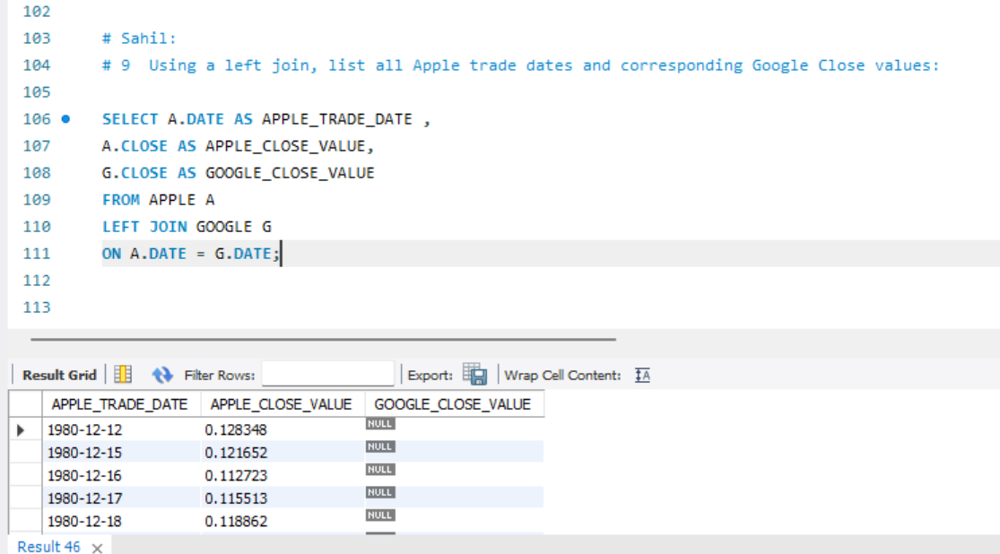 102
103 # Sahil:
104 # 9  Using a left join, list all Apple trade dates and corresponding Google Close values:
105
106 SELECT A.DATE AS APPLE_TRADE_DATE ,
107 A.CLOSE AS APPLE_CLOSE_VALUE,
108 G.CLOSE AS GOOGLE_CLOSE_VALUE
109 FROM APPLE A
110 LEFT JOIN GOOGLE G
111 ON A.DATE = G.DATE;
112
113
Result Grid Filter Rows: Export: Wrap Cell Content: IA
APPLE_TRADE_DATE APPLE_CLOSE_VALUE GOOGLE_CLOSE_VALUE
1980-12-12 0.128348 NULL
1980-12-15 0.121652 NULL
1980-12-16 0.112723 NULL
1980-12-17 0.115513 NULL
1980-12-18 0.118862 NULL
Result 46 ×